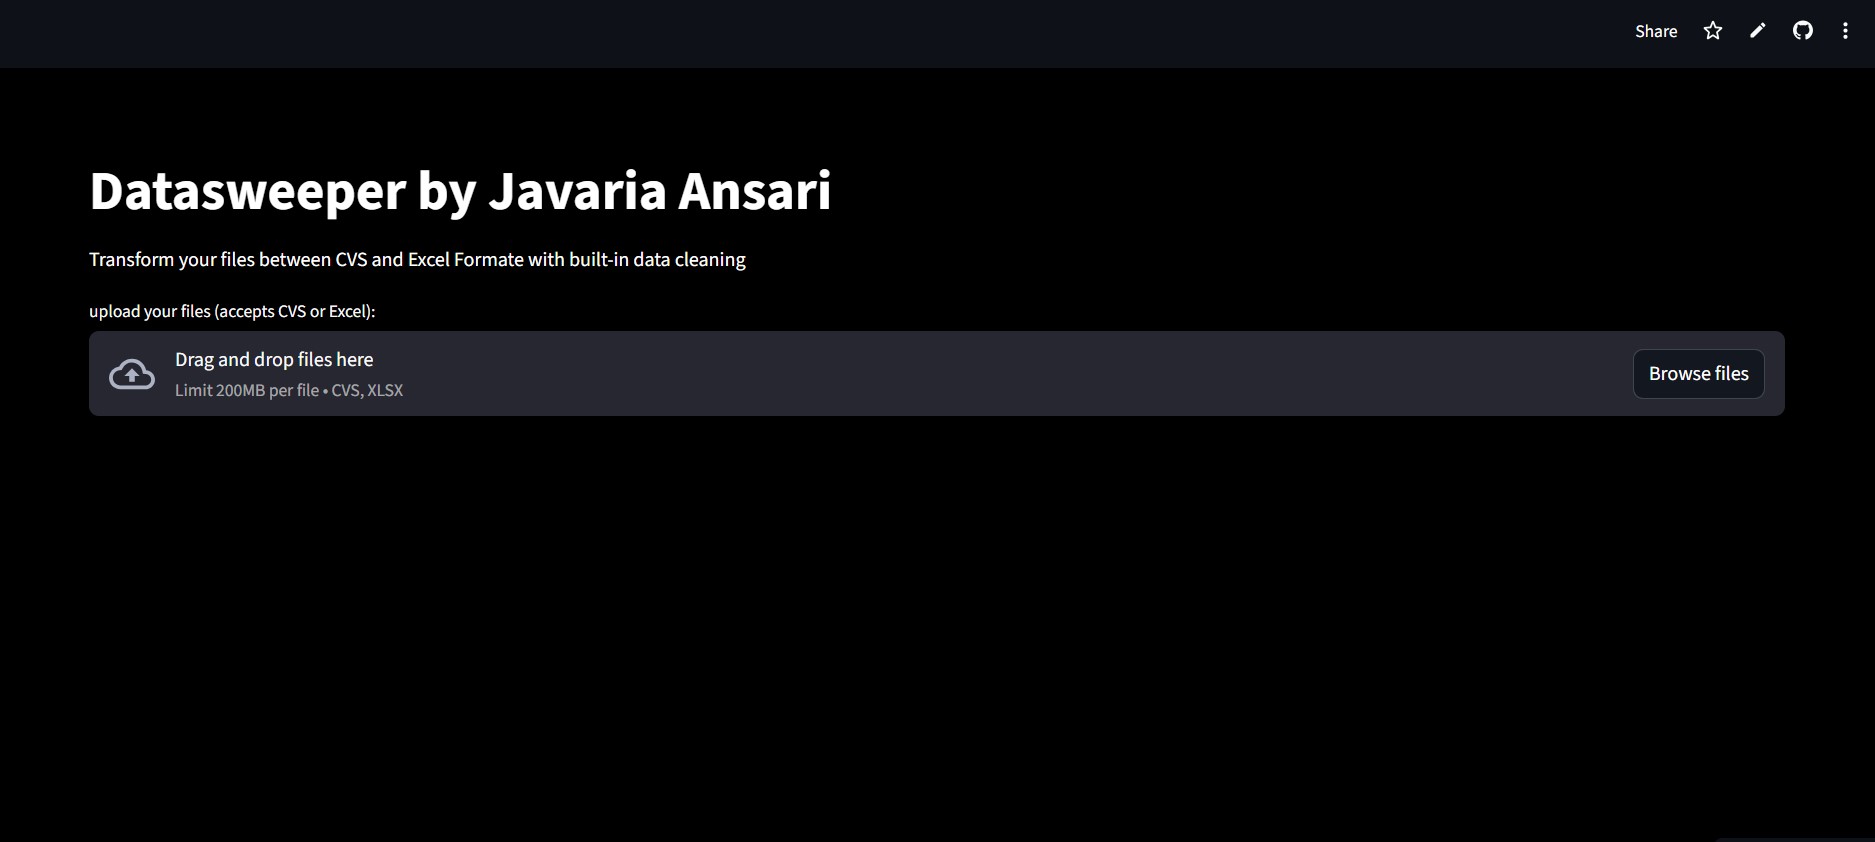 Share
Datasweeper by Javaria Ansari
Transform your files between CVS and Excel Formate with built-in data cleaning
upload your files (accepts CVS or Excel):
Drag and drop files here
Limit 200MB per file • CVS, XLSX
Browse files